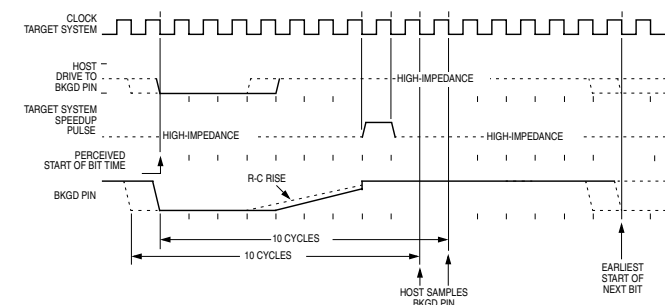 CLOCK
TARGET SYSTEM
HOST
DRIVE TO
BKGD PIN
HIGH-IMPEDANCE
TARGET SYSTEM
SPEEDUP
PULSE
HIGH-IMPEDANCE
HIGH-IMPEDANCE
PERCEIVED
START OF BIT TIME
R-C RISE
BKGD PIN
10 CYCLES
10 CYCLES
HOST SAMPLES
BKGD PIN
EARLIEST
START OF
NEXT BIT